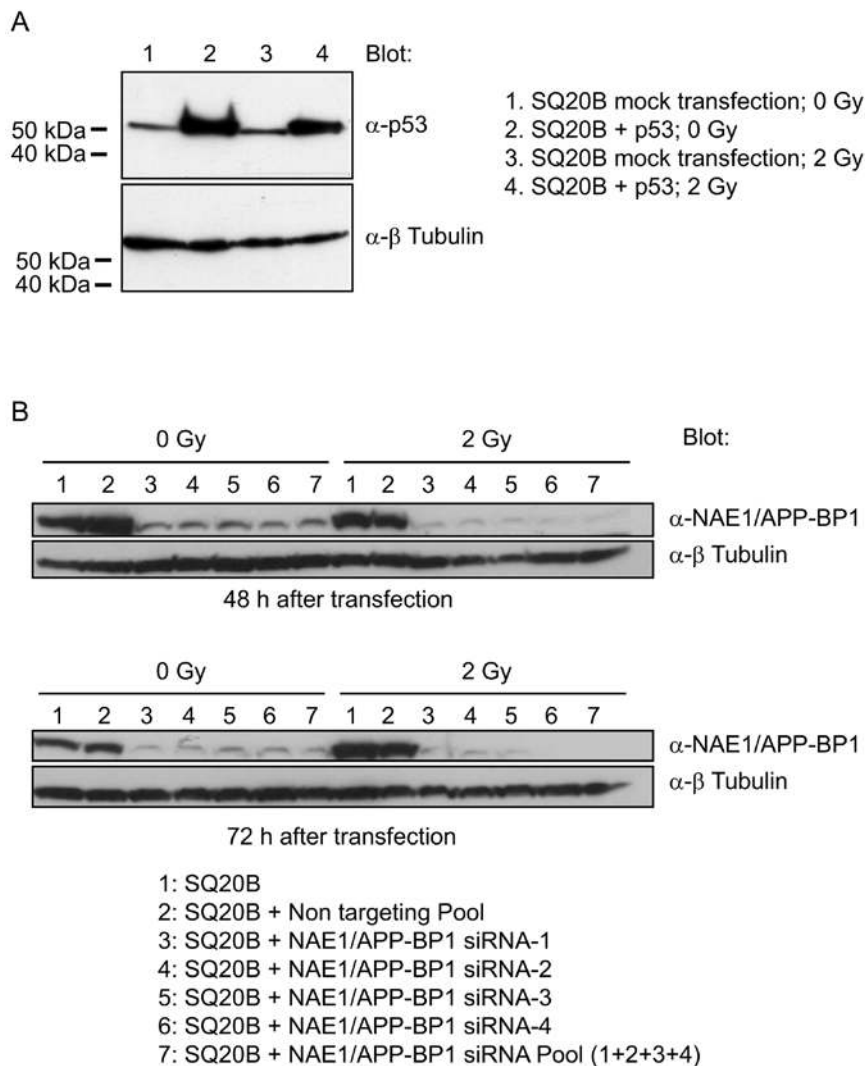 A
1 2 3 4 Blot:
50 kDa
40 kDa
α-p53
1. SQ20B mock transfection; 0 Gy
2. SQ20B + p53; 0 Gy
3. SQ20B mock transfection; 2 Gy
4. SQ20B + p53; 2 Gy
α-β Tubulin
50 kDa
40 kDa
B
0 Gy 2 Gy Blot:
1 2 3 4 5 6 7 1 2 3 4 5 6 7
α-NAE1/APP-BP1
α-β Tubulin
48 h after transfection
0 Gy 2 Gy
1 2 3 4 5 6 7 1 2 3 4 5 6 7
α-NAE1/APP-BP1
α-β Tubulin
72 h after transfection
1: SQ20B
2: SQ20B + Non targeting Pool
3: SQ20B + NAE1/APP-BP1 siRNA-1
4: SQ20B + NAE1/APP-BP1 siRNA-2
5: SQ20B + NAE1/APP-BP1 siRNA-3
6: SQ20B + NAE1/APP-BP1 siRNA-4
7: SQ20B + NAE1/APP-BP1 siRNA Pool (1+2+3+4)